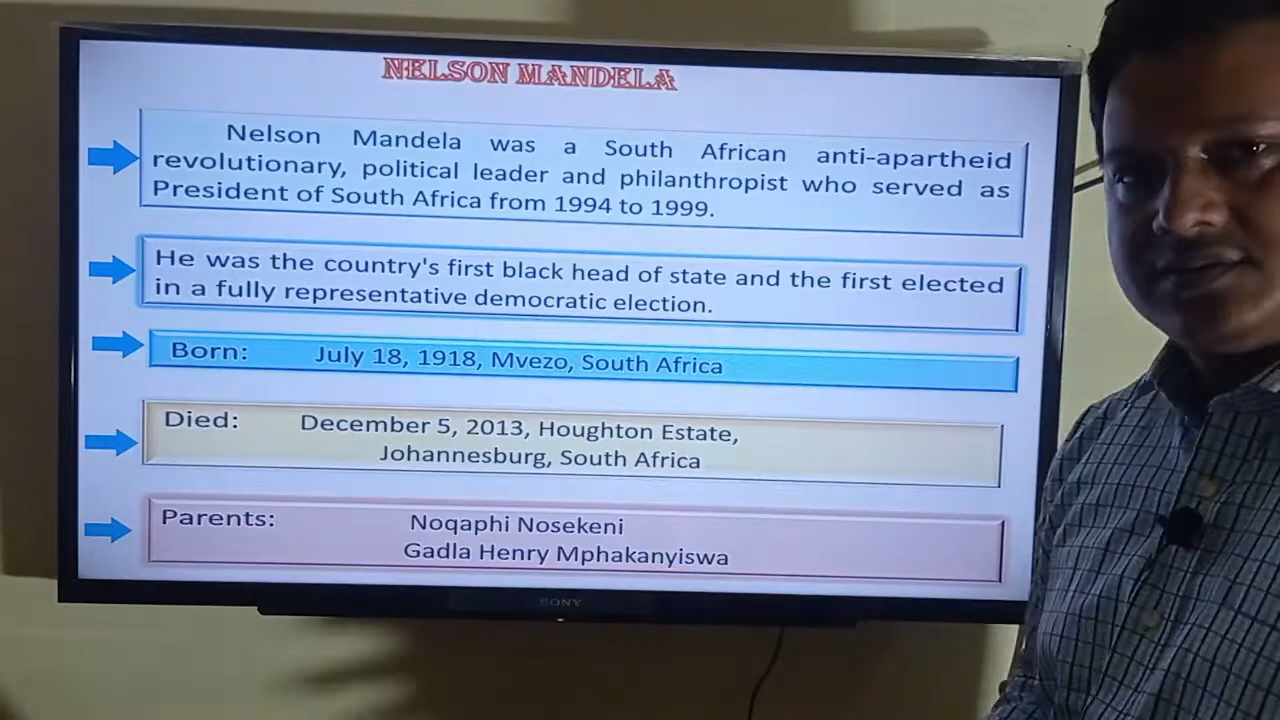 NELSON MANDELA
Nelson Mandela was a South African anti-apartheid
revolutionary, political leader and philanthropist who served as
President of South Africa from 1994 to 1999.
He was the country's first black head of state and the first elected
in a fully representative democratic election.
Born: July 18, 1918, Mvezo, South Africa
Died: December 5, 2013, Houghton Estate,
Johannesburg, South Africa
Parents: Noqaphi Nosekeni
Gadla Henry Mphakanyiswa
SONY